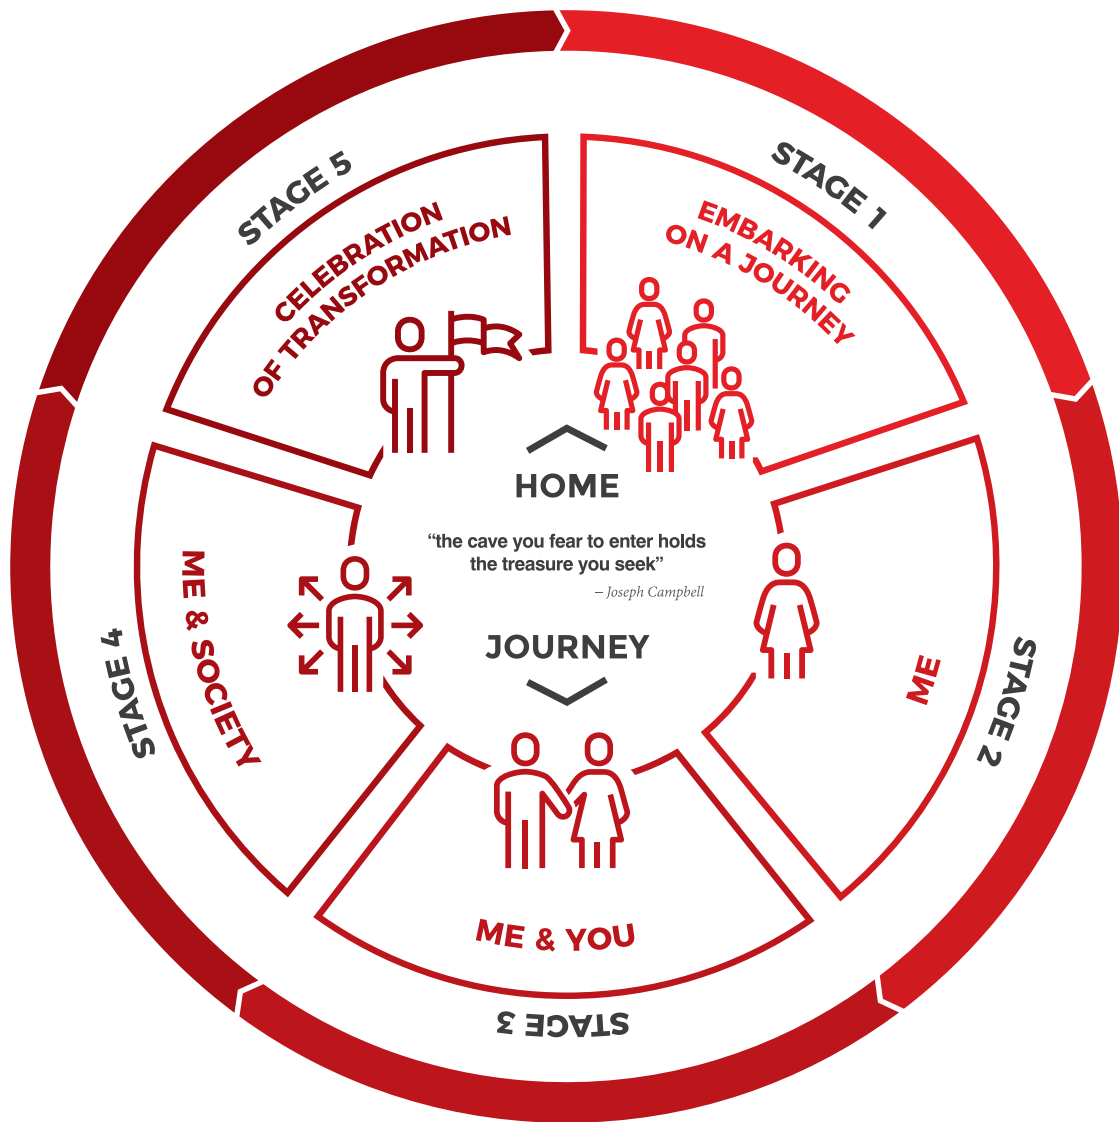 STAGE 1
EMBARKING
ON A JOURNEY
STAGE 2
ME
STAGE 3
ME & YOU
STAGE 4
ME & SOCIETY
STAGE 5
CELEBRATION
OF TRANSFORMATION
HOME
“the cave you fear to enter holds
the treasure you seek”
– Joseph Campbell
JOURNEY